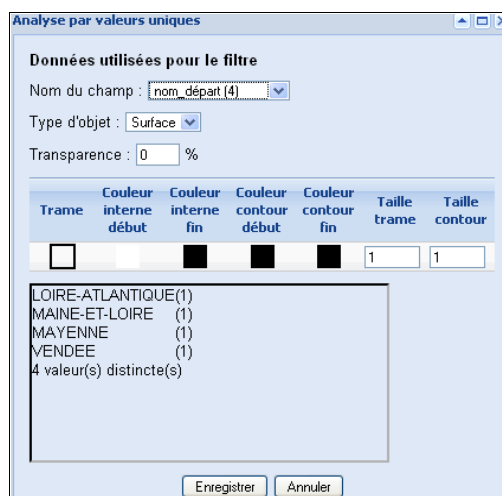 Analyse par valeurs uniques
Données utilisées pour le filtre
Nom du champ : nom_départ (4)
Type d'objet : Surface
Transparence : 0 %
Trame Couleur interne début Couleur interne fin Couleur contour début Couleur contour fin Taille trame Taille contour
1 1
LOIRE-ATLANTIQUE(1)
MAINE-ET-LOIRE (1)
MAYENNE (1)
VENDEE (1)
4 valeur(s) distincte(s)
Enregistrer Annuler